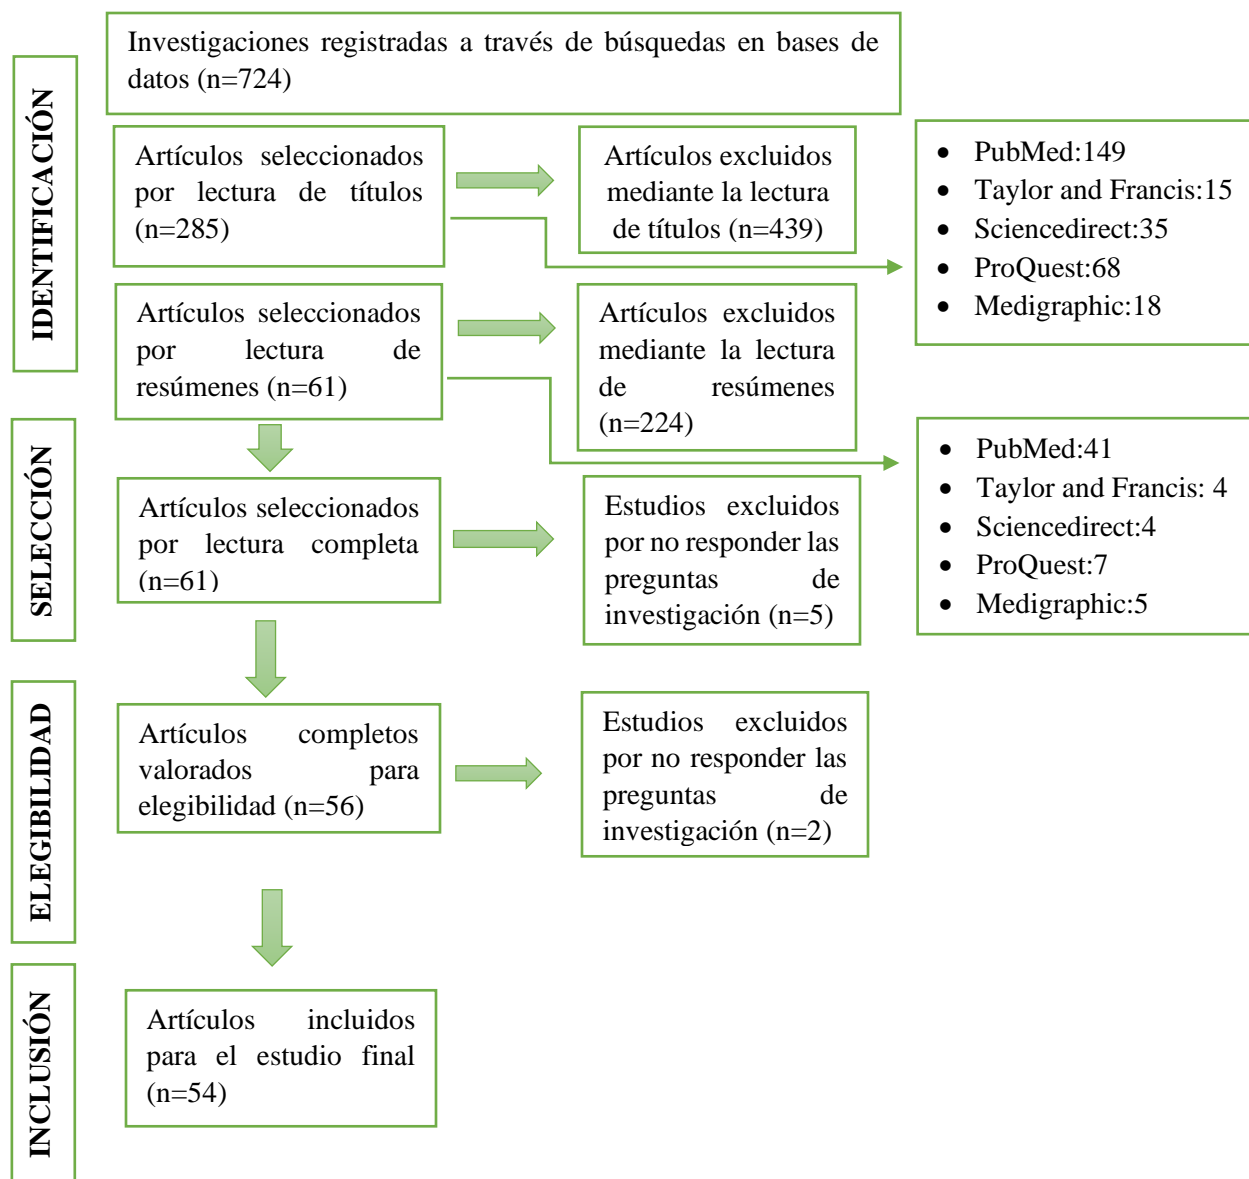 Investigaciones registradas a través de búsquedas en bases de
datos (n=724)
IDENTIFICACIÓN
Artículos seleccionados
por lectura de títulos
(n=285)
Artículos excluidos
mediante la lectura
de títulos (n=439)
• PubMed:149
• Taylor and Francis:15
• Sciencedirect:35
• ProQuest:68
• Medigraphic:18
Artículos seleccionados
por lectura de
resúmenes (n=61)
Artículos excluidos
mediante la lectura
de resúmenes
(n=224)
SELECCIÓN
Artículos seleccionados
por lectura completa
(n=61)
Estudios excluidos
por no responder las
preguntas de
investigación (n=5)
• PubMed:41
• Taylor and Francis: 4
• Sciencedirect:4
• ProQuest:7
• Medigraphic:5
ELEGIBILIDAD
Artículos completos
valorados para
elegibilidad (n=56)
Estudios excluidos
por no responder las
preguntas de
investigación (n=2)
INCLUSIÓN
Artículos incluidos
para el estudio final
(n=54)